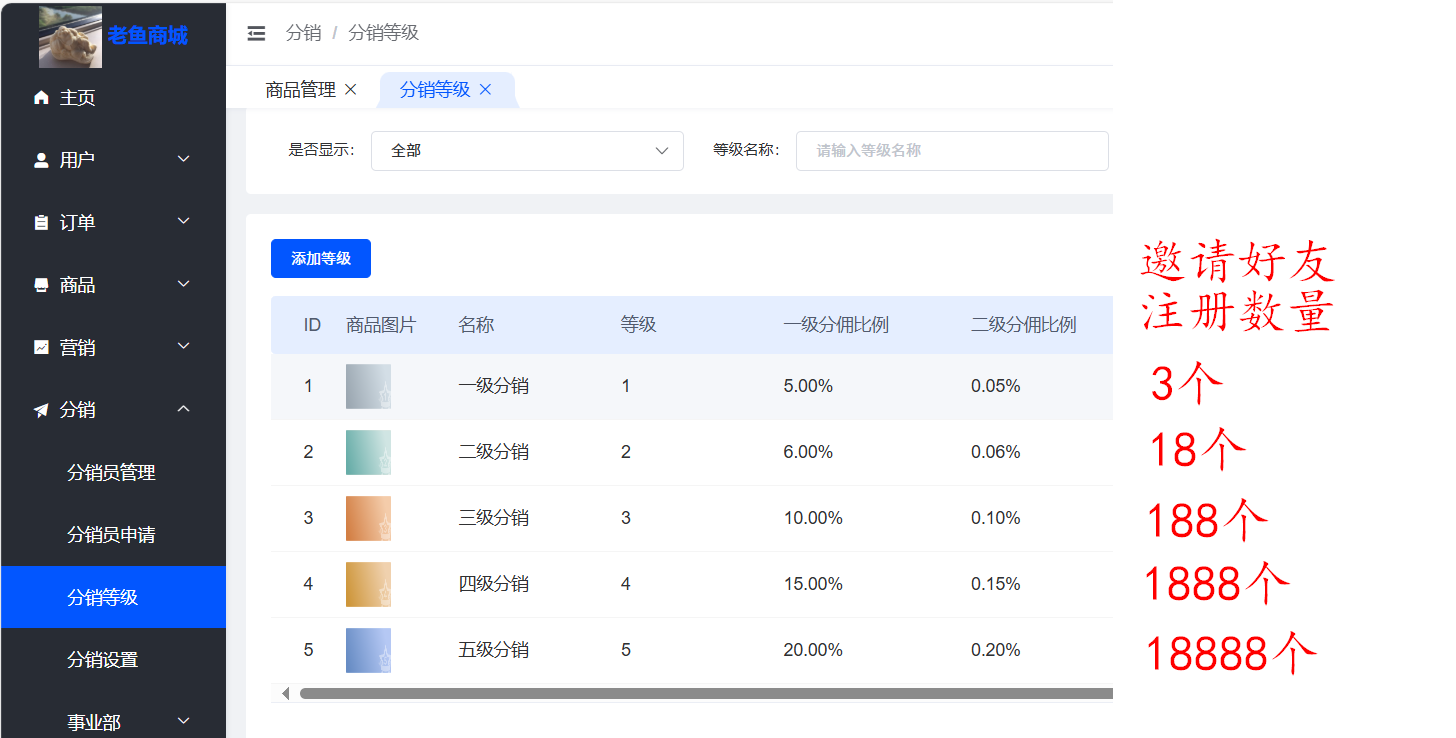 老鱼商城
分销 / 分销等级
主页
商品管理
分销等级
用户
是否显示: 全部 等级名称: 请输入等级名称
订单
添加等级
邀请好友
注册数量
商品
ID 商品图片 名称 等级 一级分佣比例 二级分佣比例
营销
1 一级分销 1 5.00% 0.05% 3个
分销
2 二级分销 2 6.00% 0.06% 18个
分销员管理
3 三级分销 3 10.00% 0.10% 188个
分销员申请
4 四级分销 4 15.00% 0.15% 1888个
分销等级
5 五级分销 5 20.00% 0.20% 18888个
分销设置
事业部